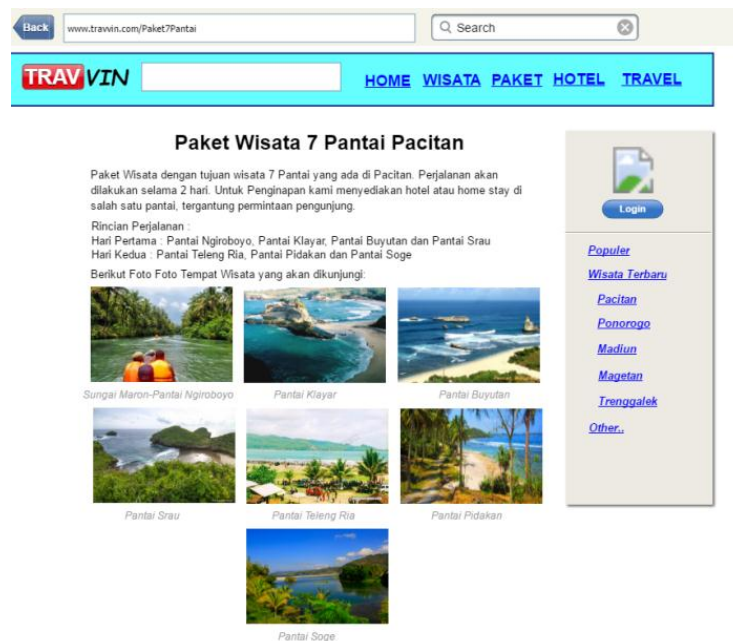 Back
www.travvin.com/Paket7Pantai
Search
TRAVVIN
HOME WISATA PAKET HOTEL TRAVEL
Paket Wisata 7 Pantai Pacitan
Paket Wisata dengan tujuan wisata 7 Pantai yang ada di Pacitan. Perjalanan akan
dilakukan selama 2 hari. Untuk Penginapan kami menyediakan hotel atau home stay di
salah satu pantai, tergantung permintaan pengunjung.
Rincian Perjalanan :
Hari Pertama : Pantai Ngiroboyo, Pantai Klayar, Pantai Buyutan dan Pantai Srau
Hari Kedua : Pantai Teleng Ria, Pantai Pidakan dan Pantai Soge
Berikut Foto Foto Tempat Wisata yang akan dikunjungi:
Sungai Maron-Pantai Ngiroboyo
Pantai Klayar
Pantai Buyutan
Pantai Srau
Pantai Teleng Ria
Pantai Pidakan
Pantai Soge
Login
Populer
Wisata Terbaru
Pacitan
Ponorogo
Madiun
Magetan
Trenggalek
Other..